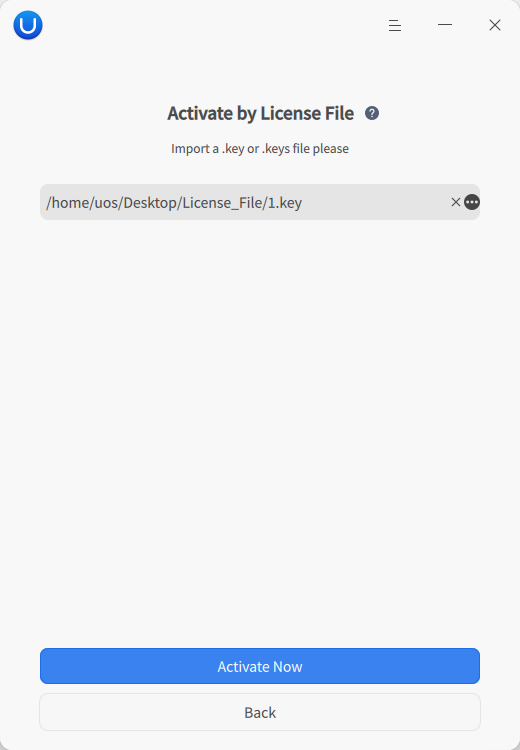 Activate by License File
Import a .key or .keys file please
/home/uos/Desktop/License_File/1.key
Activate Now
Back